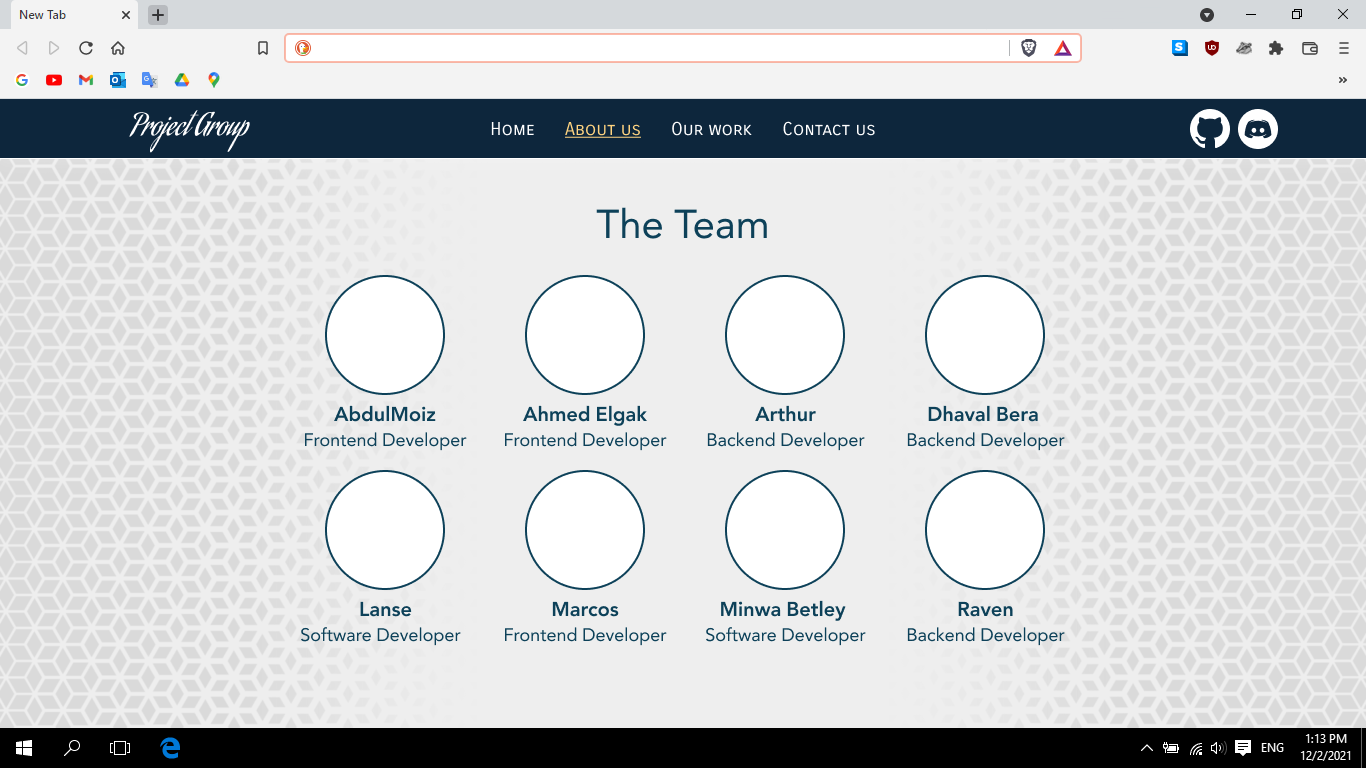 New Tab
Project Group
Home About us Our work Contact us
The Team
AbdulMoiz Ahmed Elgak Arthur Dhaval Bera
Frontend Developer Frontend Developer Backend Developer Backend Developer
Lanse Marcos Minwa Betley Raven
Software Developer Frontend Developer Software Developer Backend Developer
ENG
1:13 PM
12/2/2021